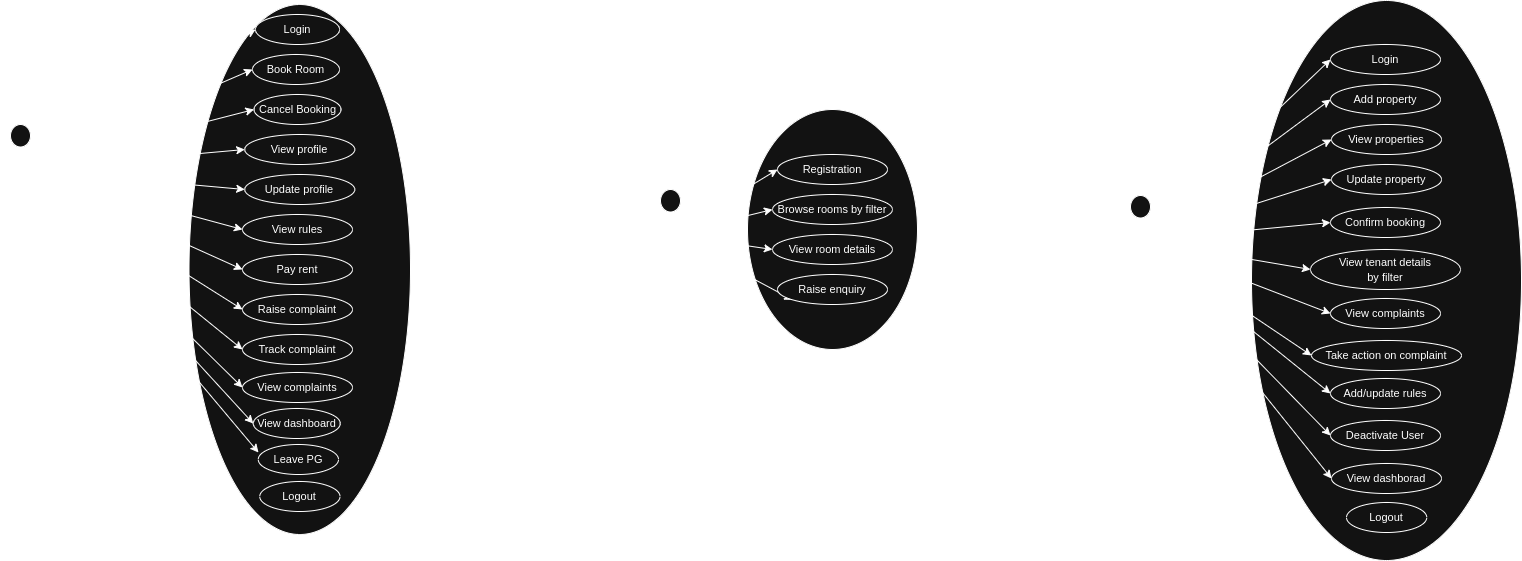 Login
Book Room
Cancel Booking
View profile
Update profile
View rules
Pay rent
Raise complaint
Track complaint
View complaints
View dashboard
Leave PG
Logout
Registration
Browse rooms by filter
View room details
Raise enquiry
Login
Add property
View properties
Update property
Confirm booking
View tenant details
by filter
View complaints
Take action on complaint
Add/update rules
Deactivate User
View dashborad
Logout